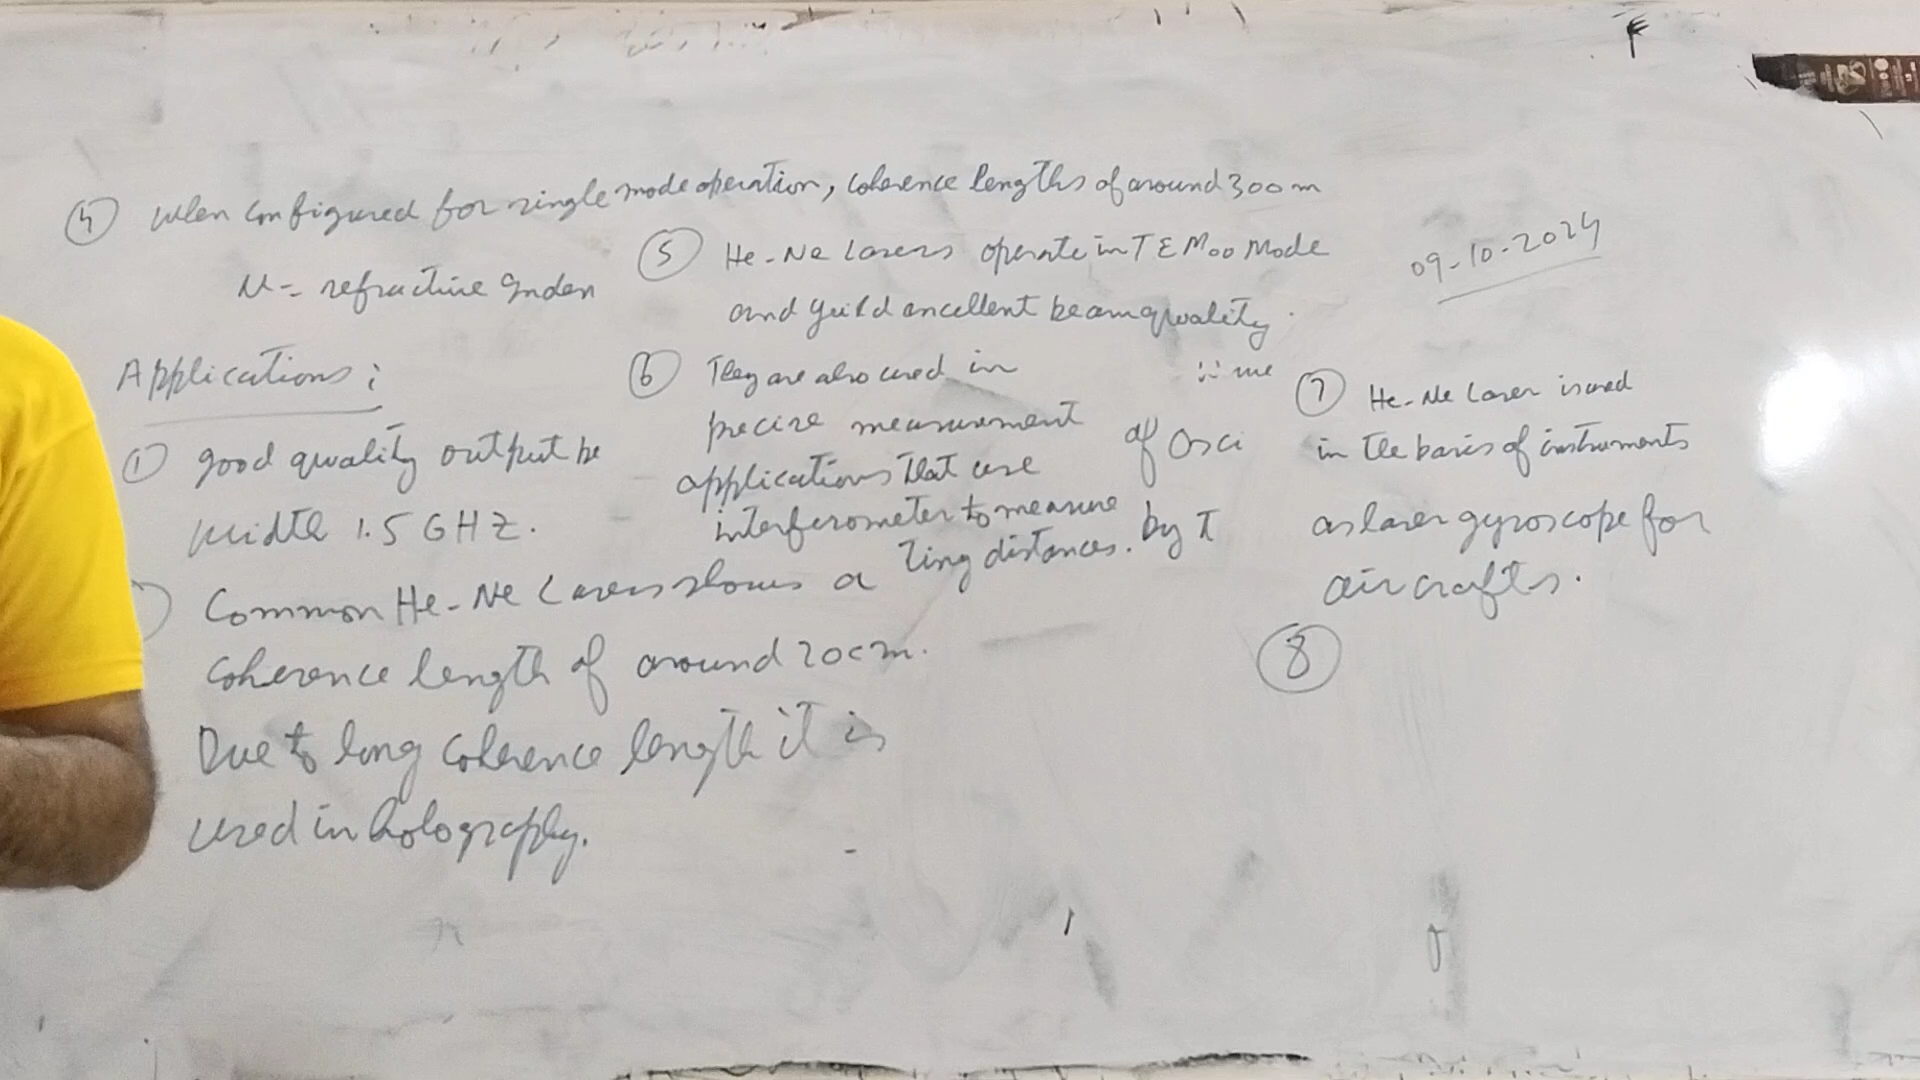 F
④ when configured for single mode operation, coherence lengths of around 300 m
09-10-2024
⑤ He-Ne lasers operate in TEM00 Mode
and yeild excellent beam quality.
N = refractive Index
Applications:
① good quality output be
width 1.5 GHZ.
Common He-Ne Lasers shows a
coherence length of around 20cm.
Due to long coherence length it is
used in holography.
⑥ They are also used in
precise measurement
applications that use
interferometer to measure
ting distances.
of Osci
by
⑦ He-Ne Laser is used
in the basis of instruments
as laser gyroscope for
aircrafts.
⑧